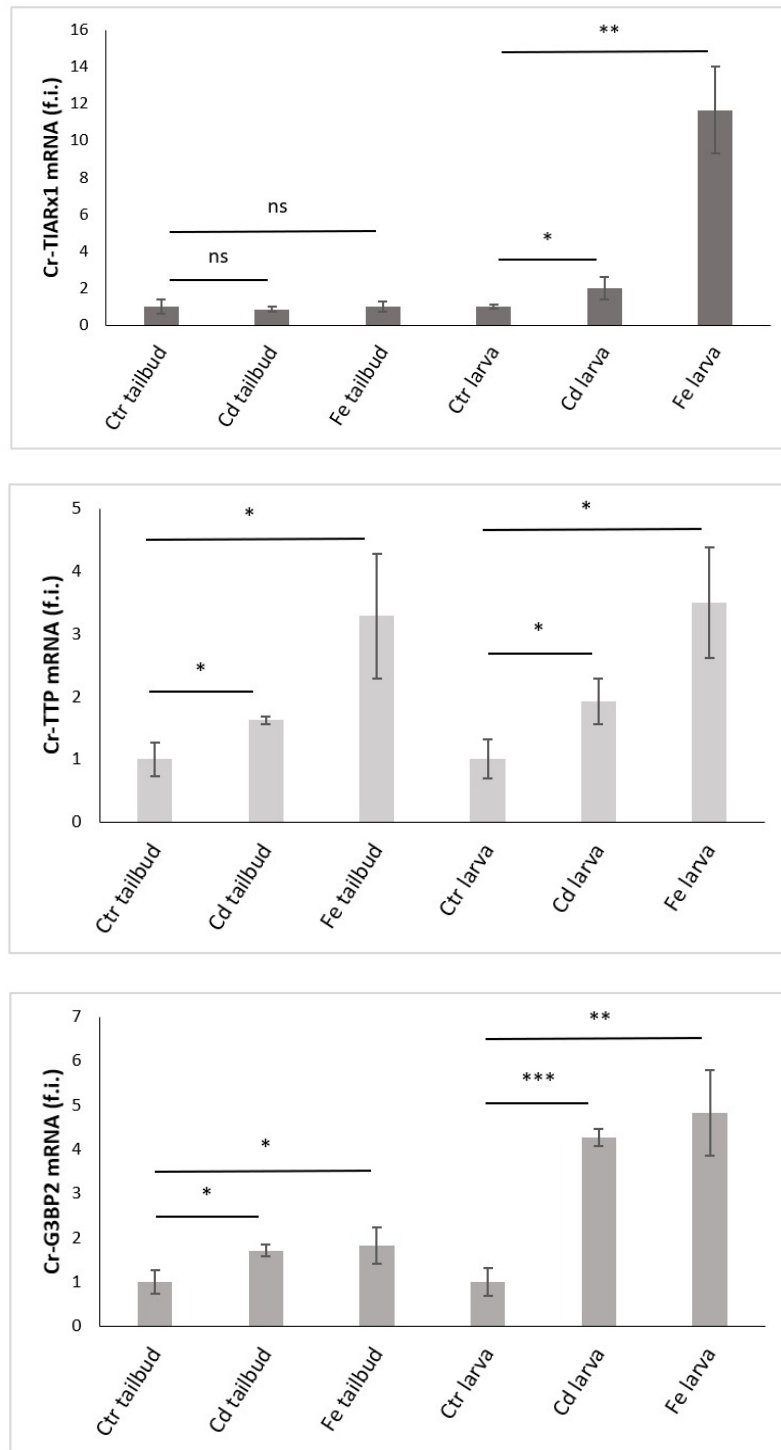 Cr-TIARx1 mRNA (f.i.)
16
14
12
10
8
6
4
2
0
ns
ns
*
**
Ctr tailbud
Cd tailbud
Fe tailbud
Ctr larva
Cd larva
Fe larva
Cr-TTP mRNA (f.i.)
5
4
3
2
1
0
*
*
*
*
Ctr tailbud
Cd tailbud
Fe tailbud
Ctr larva
Cd larva
Fe larva
Cr-G3BP2 mRNA (f.i.)
7
6
5
4
3
2
1
0
*
*
***
**
Ctr tailbud
Cd tailbud
Fe tailbud
Ctr larva
Cd larva
Fe larva